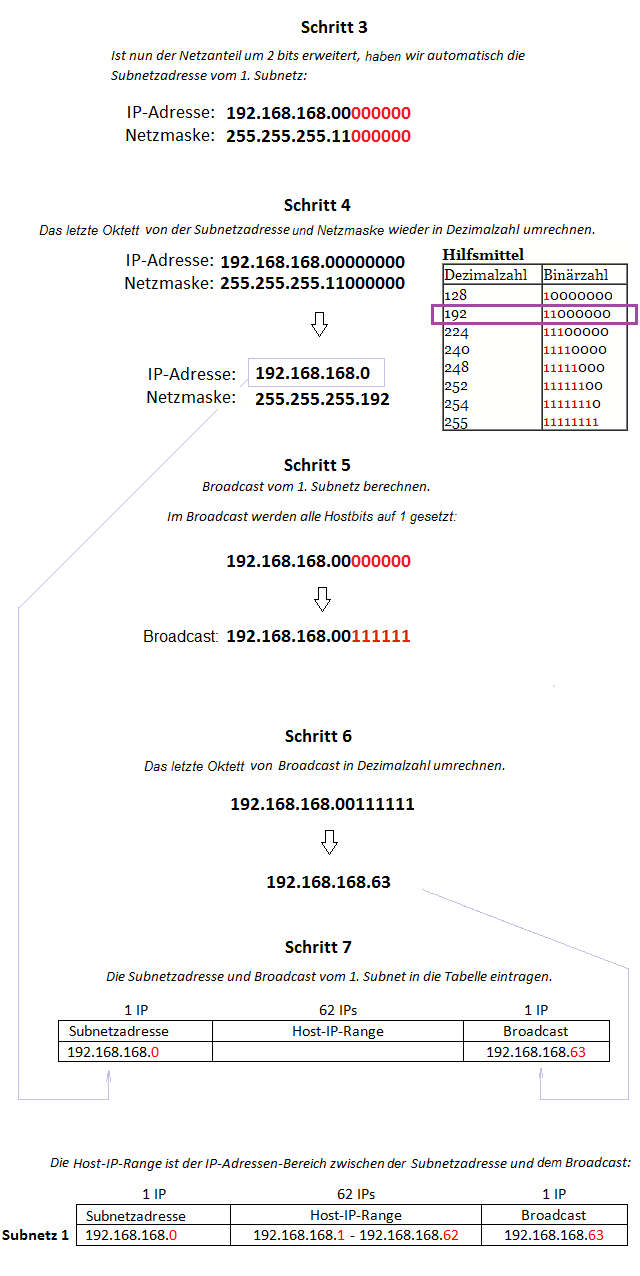 Schritt 3
Ist nun der Netzanteil um 2 bits erweitert, haben wir automatisch die
Subnetzadresse vom 1. Subnetz:
IP-Adresse: 192.168.168.00000000
Netzmaske: 255.255.255.11000000
Schritt 4
Das letzte Oktett von der Subnetzadresse und Netzmaske wieder in Dezimalzahl umrechnen.
IP-Adresse: 192.168.168.00000000
Netzmaske: 255.255.255.11000000
IP-Adresse: 192.168.168.0
Netzmaske: 255.255.255.192
Hilfsmittel
Dezimalzahl Binärzahl
128 10000000
192 11000000
224 11100000
240 11110000
248 11111000
252 11111100
254 11111110
255 11111111
Schritt 5
Broadcast vom 1. Subnetz berechnen.
Im Broadcast werden alle Hostbits auf 1 gesetzt:
192.168.168.00000000
Broadcast: 192.168.168.00111111
Schritt 6
Das letzte Oktett von Broadcast in Dezimalzahl umrechnen.
192.168.168.00111111
192.168.168.63
Schritt 7
Die Subnetzadresse und Broadcast vom 1. Subnet in die Tabelle eintragen.
1 IP 62 IPs 1 IP
Subnetzadresse Host-IP-Range Broadcast
192.168.168.0 192.168.168.63
Die Host-IP-Range ist der IP-Adressen-Bereich zwischen der Subnetzadresse und dem Broadcast:
1 IP 62 IPs 1 IP
Subnetzadresse Host-IP-Range Broadcast
Subnetz 1 192.168.168.0 192.168.168.1 - 192.168.168.62 192.168.168.63